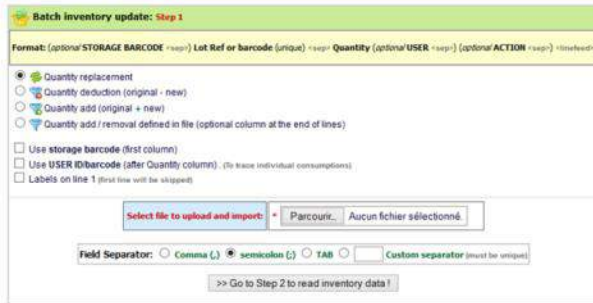 Batch inventory update: Step 1
Format: (optional STORAGE BARCODE <sep>) Lot Ref or barcode (unique) <sep> Quantity (optional USER <sep>) (optional ACTION <sep>) <linefeed>
Quantity replacement
Quantity deduction (original - new)
Quantity add (original + new)
Quantity add / removal defined in file (optional column at the end of lines)
Use storage barcode (first column)
Use USER ID/barcode (after Quantity column). (To trace individual consumptions)
Labels on line 1 (first line will be skipped)
Select file to upload and import: * Parcourir... Aucun fichier sélectionné.
Field Separator: Comma (,) semicolon (;) TAB Custom separator (must be unique)
>> Go to Step 2 to read inventory data !